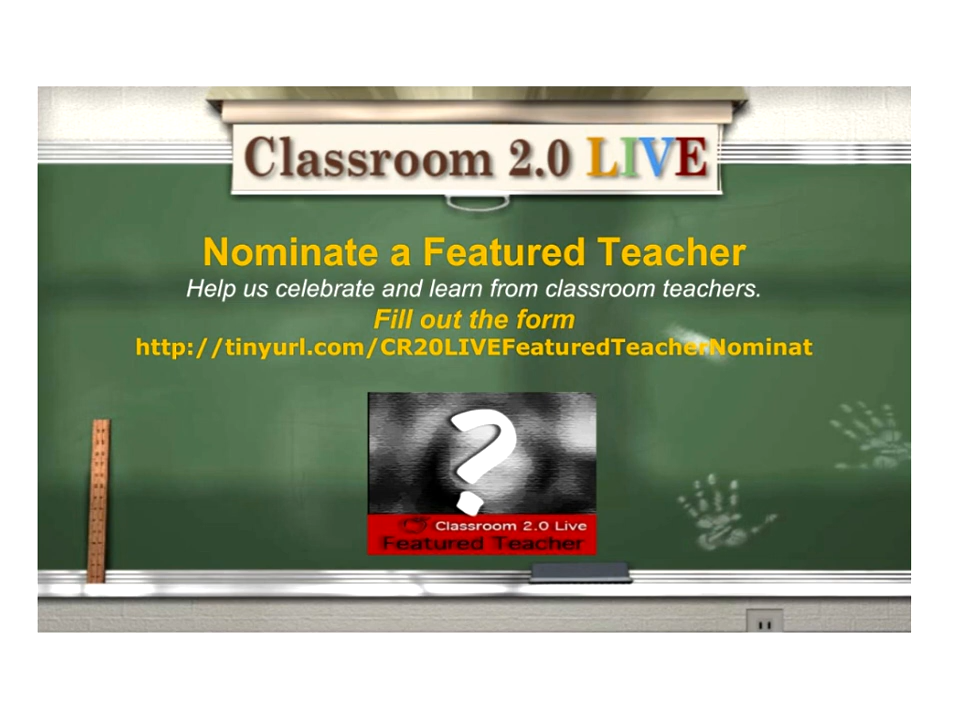 Classroom 2.0 LIVE
Nominate a Featured Teacher
Help us celebrate and learn from classroom teachers.
Fill out the form
http://tinyurl.com/CR20LIVEFeaturedTeacherNominat
?
Classroom 2.0 Live
Featured Teacher